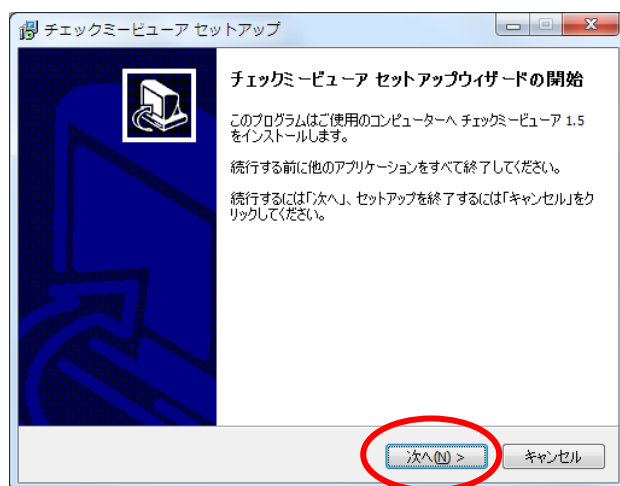 チェックミービューア セットアップ
チェックミービューア セットアップウィザードの開始
このプログラムはご使用のコンピューターへ チェックミービューア 1.5
をインストールします。
続行する前に他のアプリケーションをすべて終了してください。
続行するには「次へ」、セットアップを終了するには「キャンセル」をク
リックしてください。
次へ(N) >
キャンセル